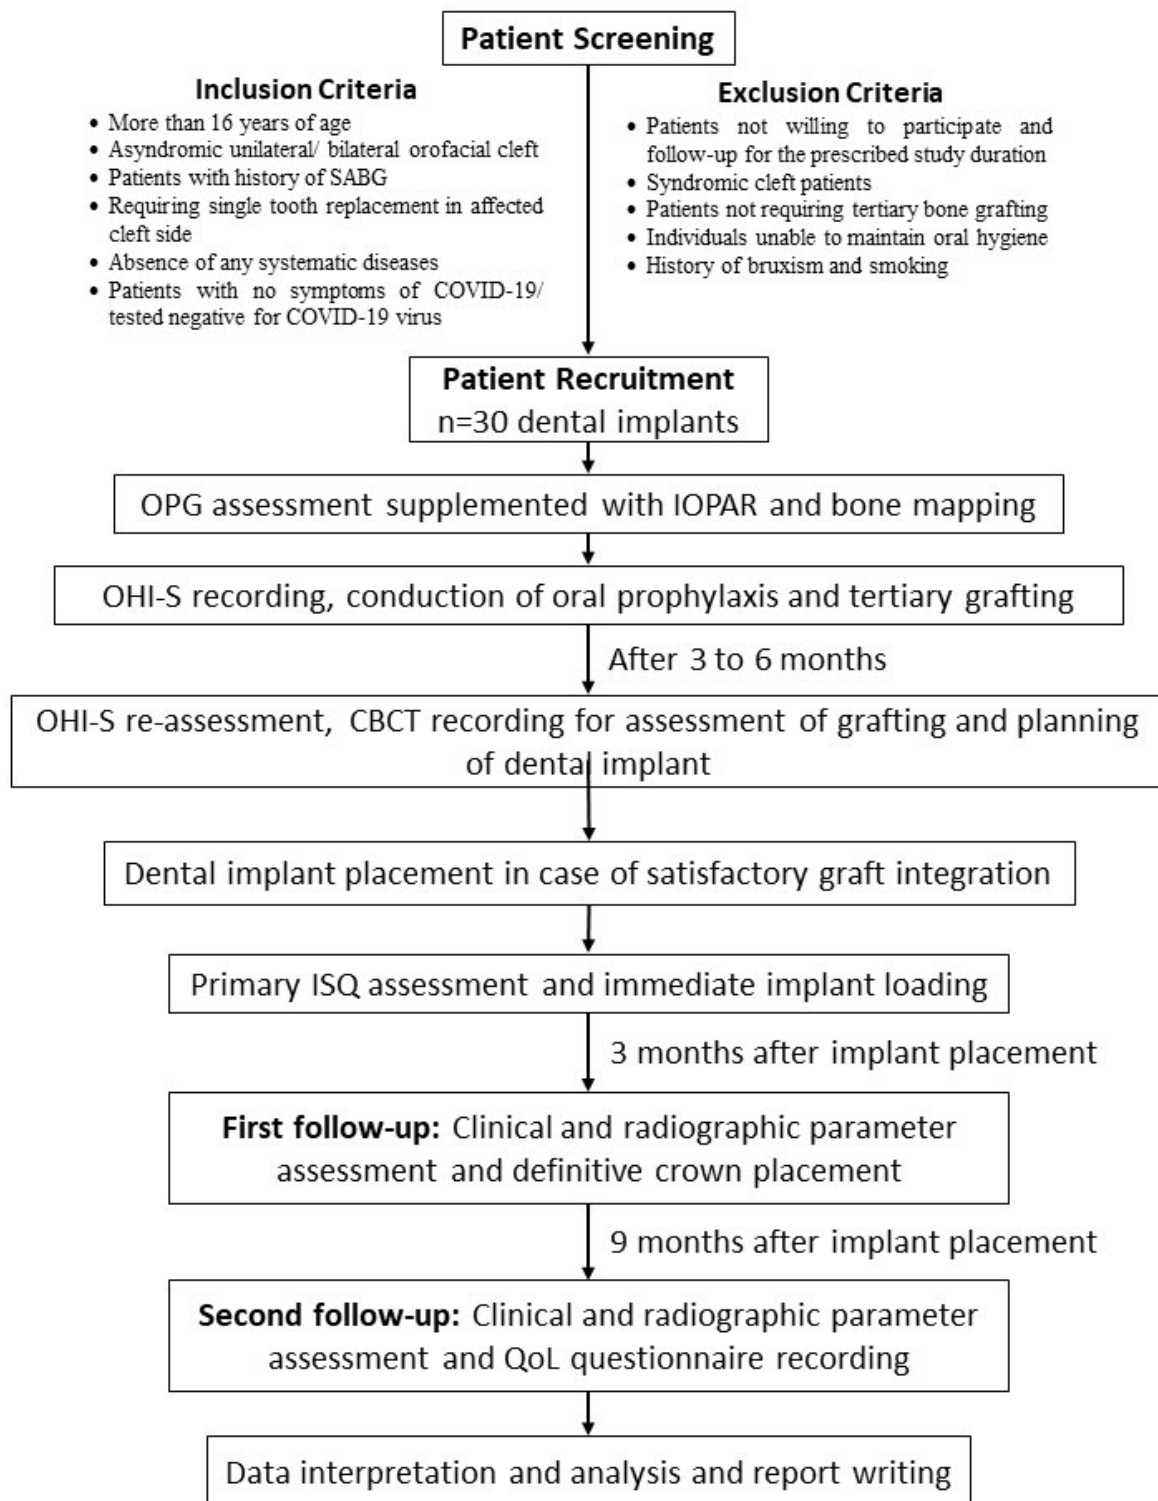 Patient Screening
Inclusion Criteria
• More than 16 years of age
• Asyndromic unilateral/ bilateral orofacial cleft
• Patients with history of SABG
• Requiring single tooth replacement in affected
cleft side
• Absence of any systematic diseases
• Patients with no symptoms of COVID-19/
tested negative for COVID-19 virus
Exclusion Criteria
• Patients not willing to participate and
follow-up for the prescribed study duration
• Syndromic cleft patients
• Patients not requiring tertiary bone grafting
• Individuals unable to maintain oral hygiene
• History of bruxism and smoking
Patient Recruitment
n=30 dental implants
OPG assessment supplemented with IOPAR and bone mapping
OHI-S recording, conduction of oral prophylaxis and tertiary grafting
After 3 to 6 months
OHI-S re-assessment, CBCT recording for assessment of grafting and planning
of dental implant
Dental implant placement in case of satisfactory graft integration
Primary ISQ assessment and immediate implant loading
3 months after implant placement
First follow-up: Clinical and radiographic parameter
assessment and definitive crown placement
9 months after implant placement
Second follow-up: Clinical and radiographic parameter
assessment and QoL questionnaire recording
Data interpretation and analysis and report writing